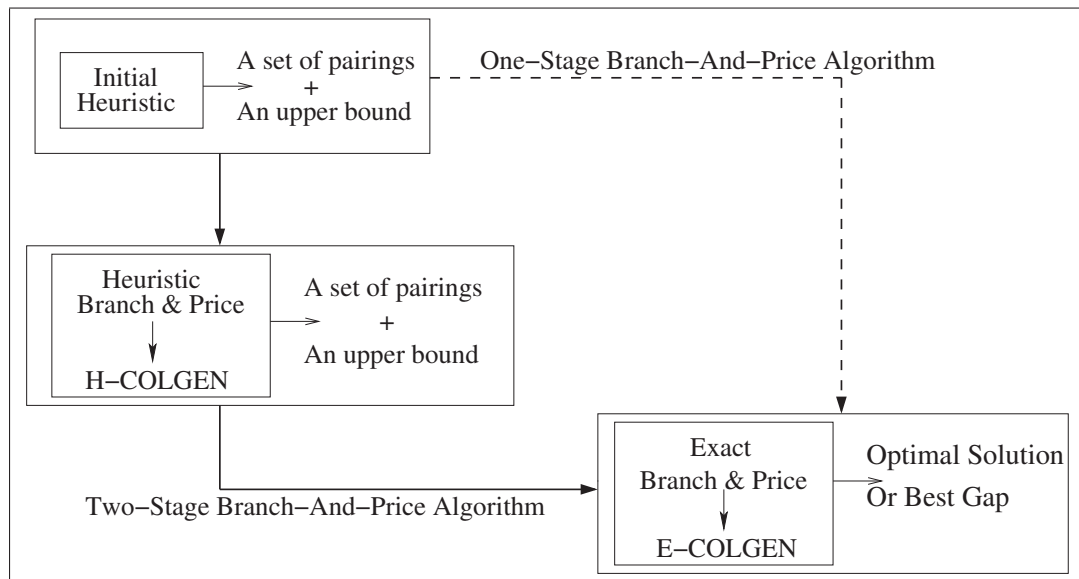 Initial
Heuristic
A set of pairings
+
An upper bound
One−Stage Branch−And−Price Algorithm
Heuristic
Branch & Price
H−COLGEN
A set of pairings
+
An upper bound
Two−Stage Branch−And−Price Algorithm
Exact
Branch & Price
E−COLGEN
Optimal Solution
Or Best Gap